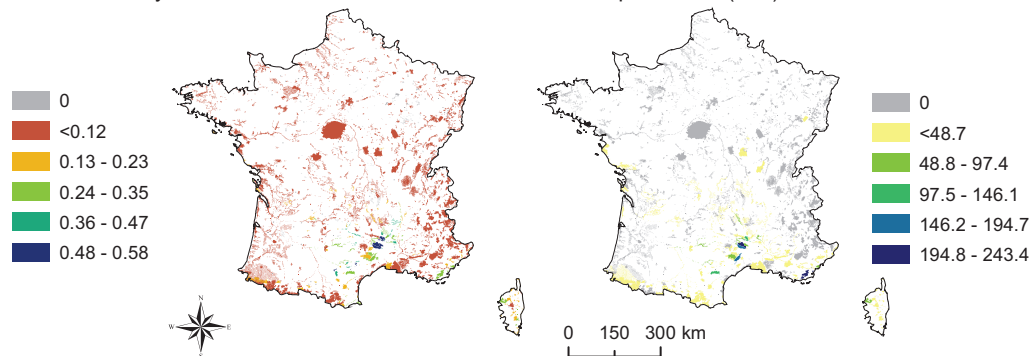 0
<0.12
0.13 - 0.23
0.24 - 0.35
0.36 - 0.47
0.48 - 0.58
N
W
E
S
0 150 300 km
0
<48.7
48.8 - 97.4
97.5 - 146.1
146.2 - 194.7
194.8 - 243.4